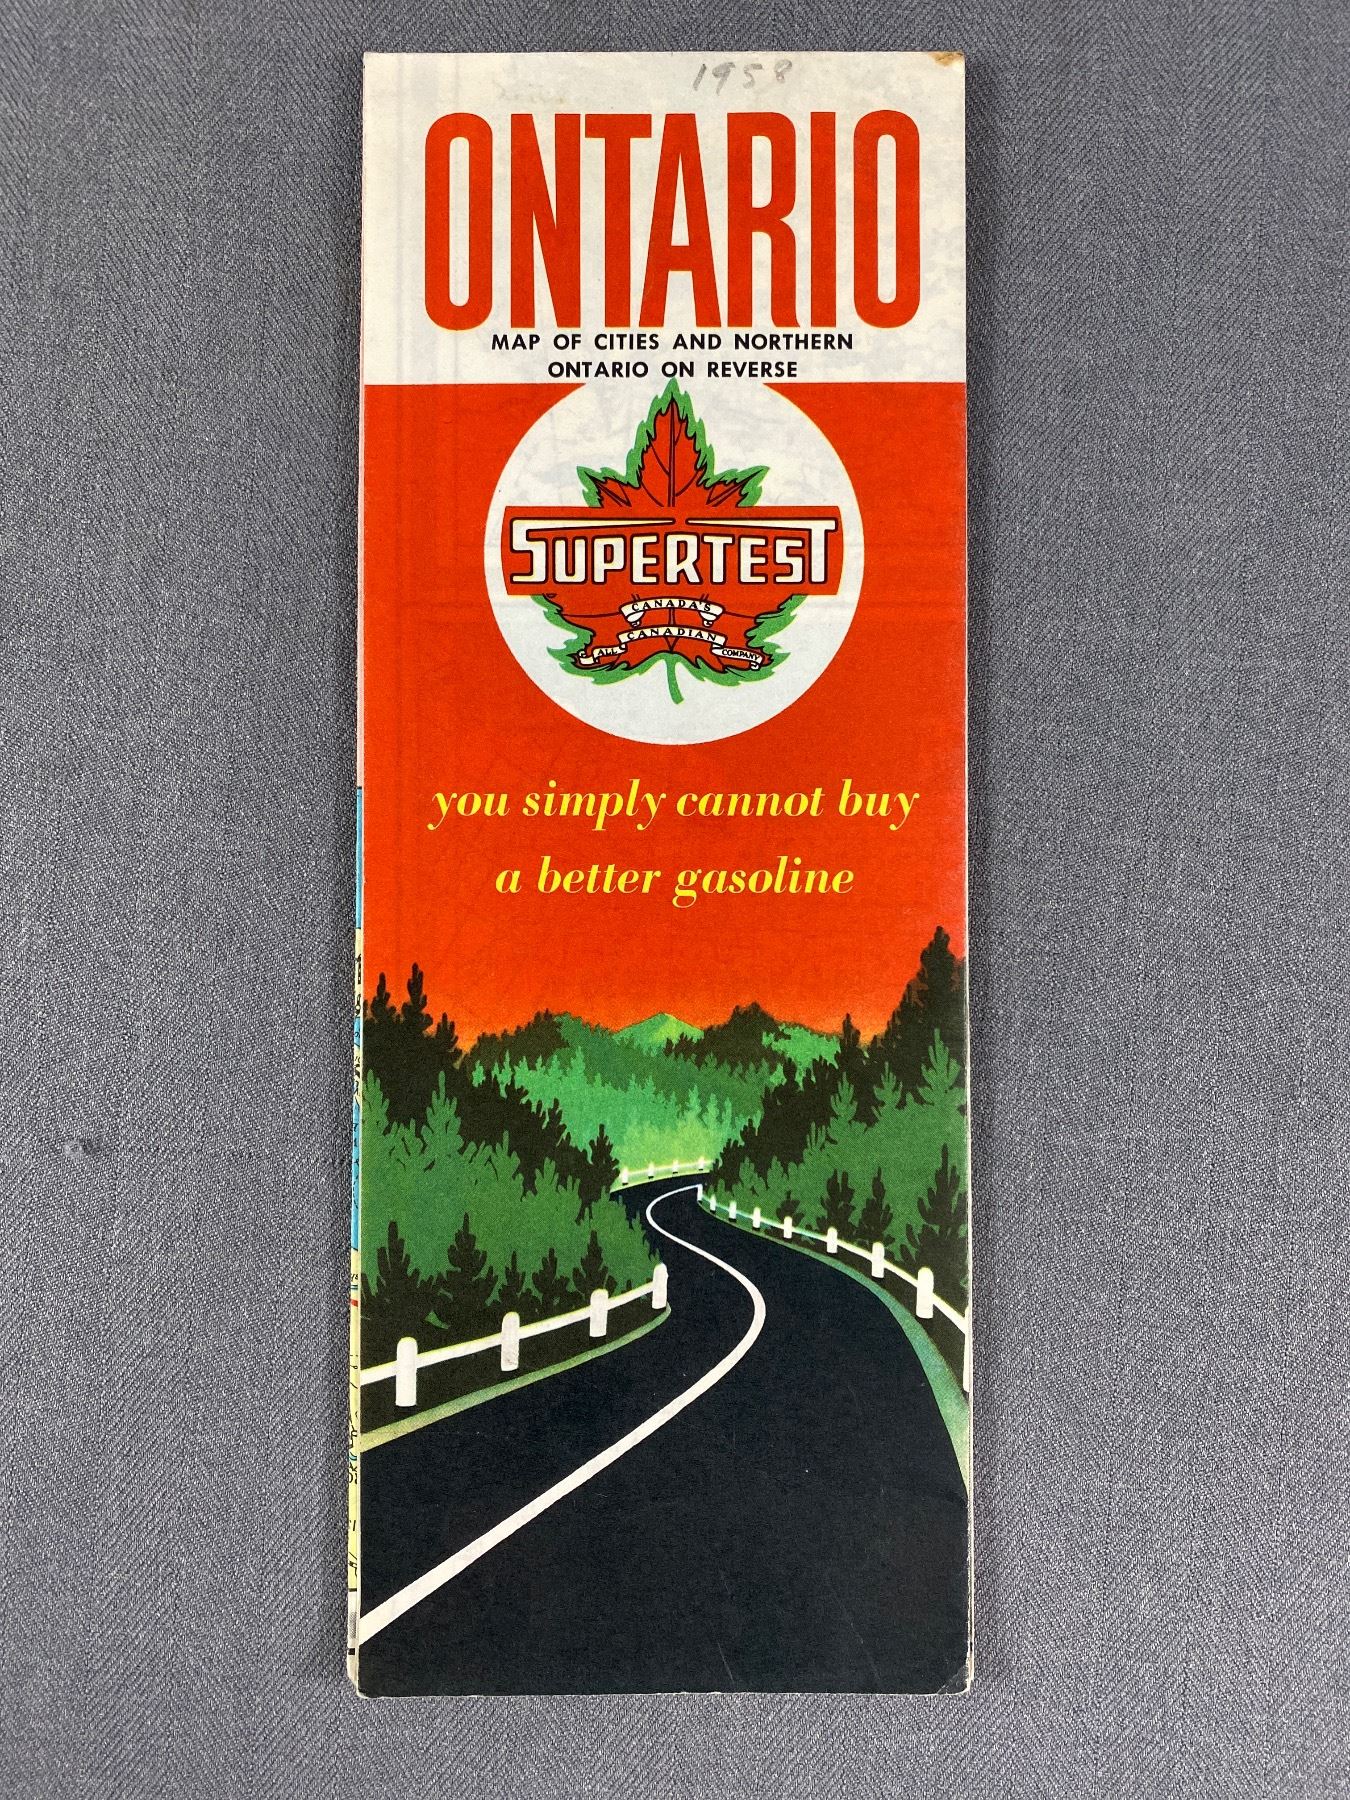 1958
ONTARIO
MAP OF CITIES AND NORTHERN
ONTARIO ON REVERSE
SUPERTEST
CANADA'S
ALL CANADIAN COMPANY
you simply cannot buy
a better gasoline